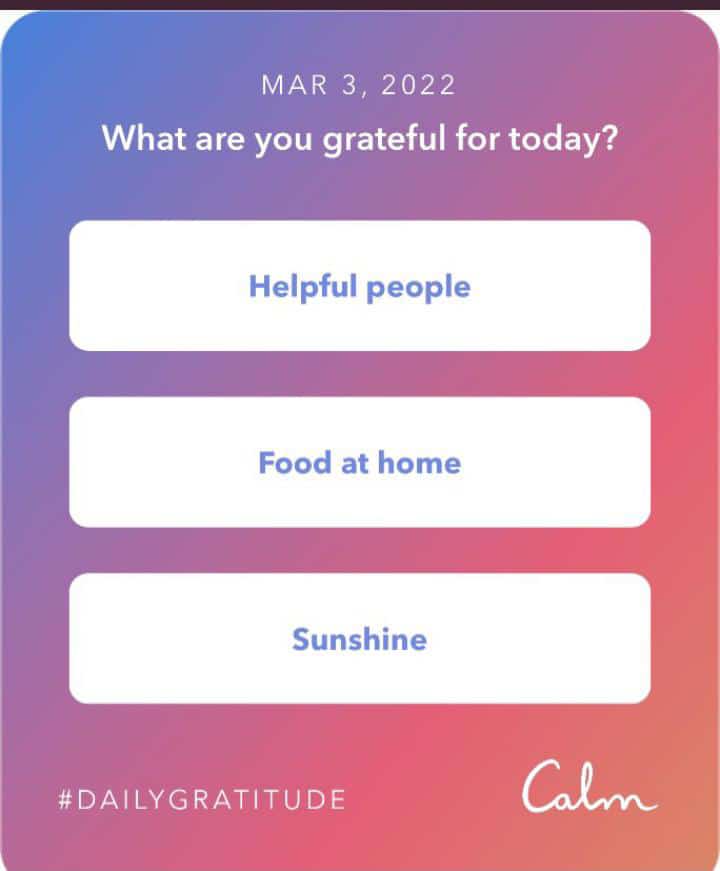 MAR 3, 2022
What are you grateful for today?
Helpful people
Food at home
Sunshine
#DAILYGRATITUDE
Calm